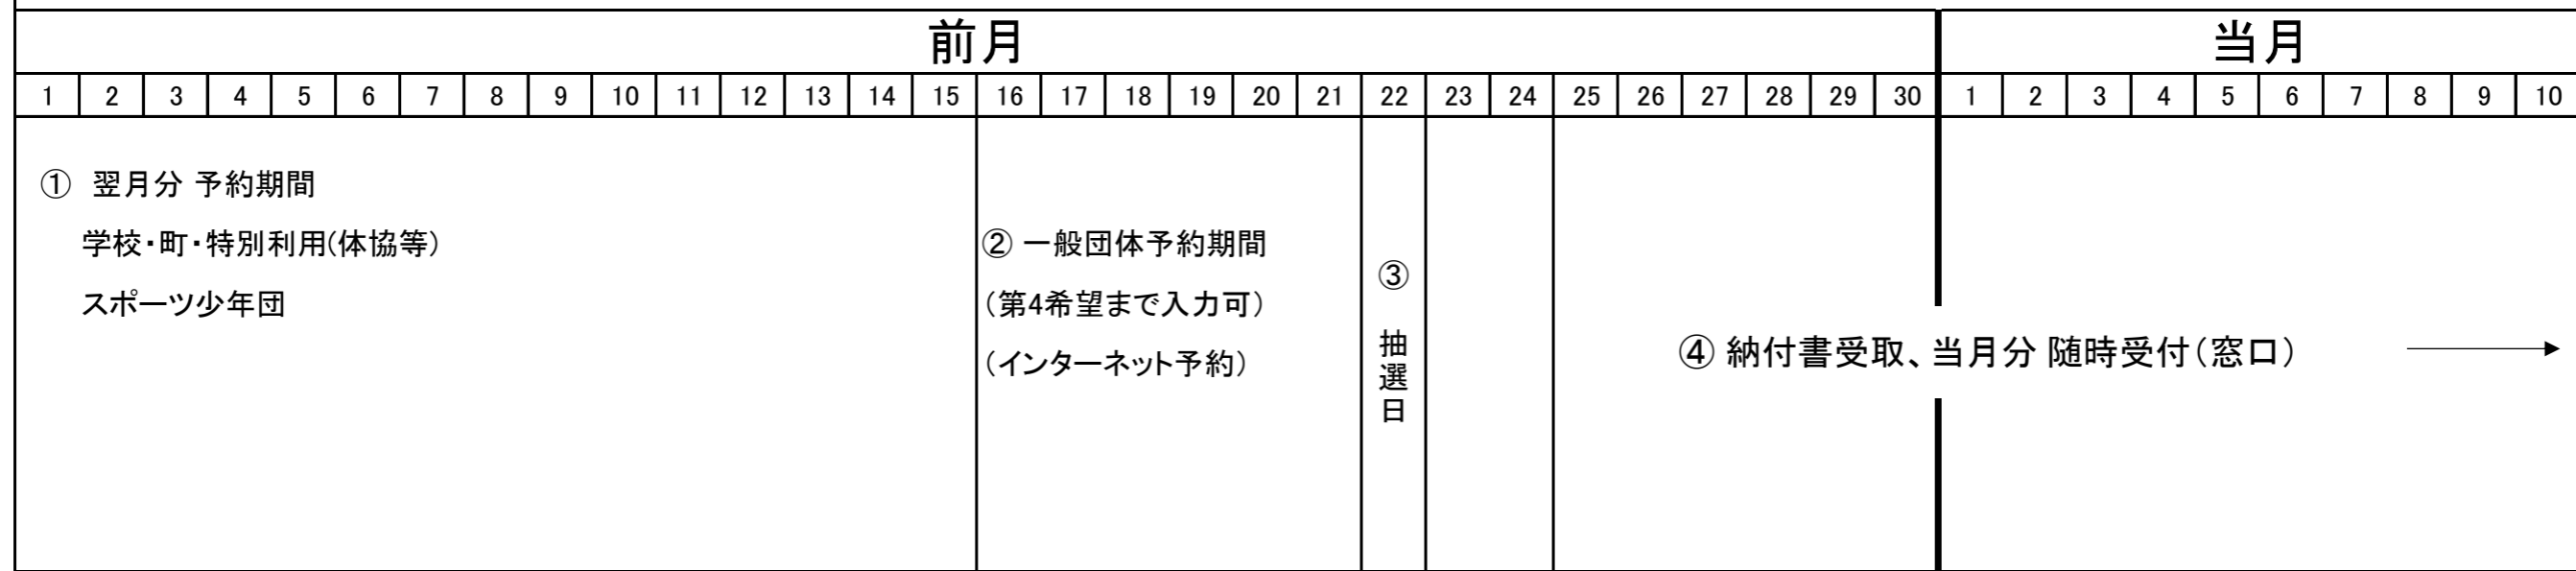 前月 当月
1 2 3 4 5 6 7 8 9 10 11 12 13 14 15 16 17 18 19 20 21 22 23 24 25 26 27 28 29 30 1 2 3 4 5 6 7 8 9 10
① 翌月分 予約期間
学校・町・特別利用(体協等)
スポーツ少年団
② 一般団体予約期間
（第4希望まで入力可）
（インターネット予約）
③ 抽選日
④ 納付書受取、当月分 随時受付（窓口）